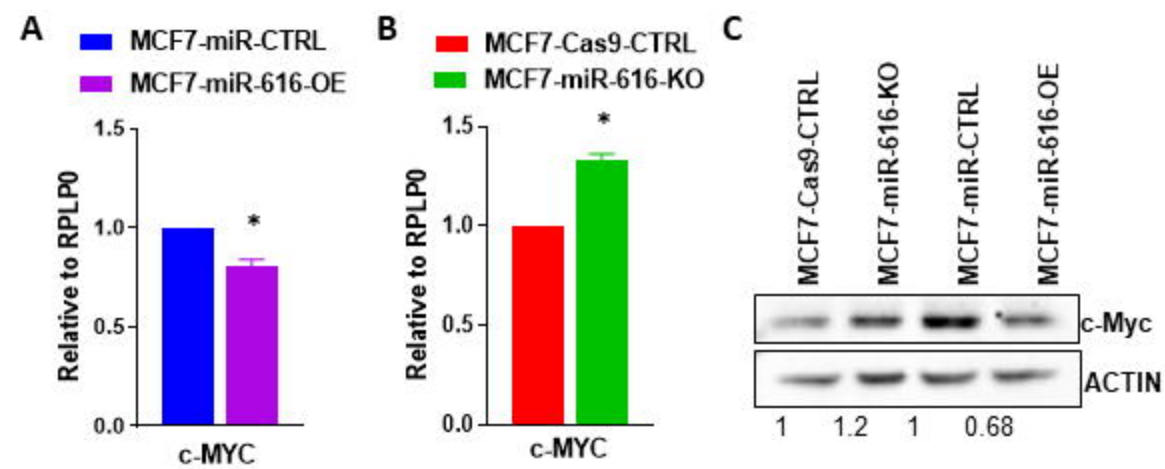 A
MCF7-miR-CTRL
MCF7-miR-616-OE
1.5
1.0
0.5
0.0
Relative to RPLP0
*
c-MYC
B
MCF7-Cas9-CTRL
MCF7-miR-616-KO
1.5
1.0
0.5
0.0
Relative to RPLP0
*
c-MYC
C
MCF7-Cas9-CTRL
MCF7-miR-616-KO
MCF7-miR-CTRL
MCF7-miR-616-OE
c-Myc
ACTIN
1 1.2 1 0.68